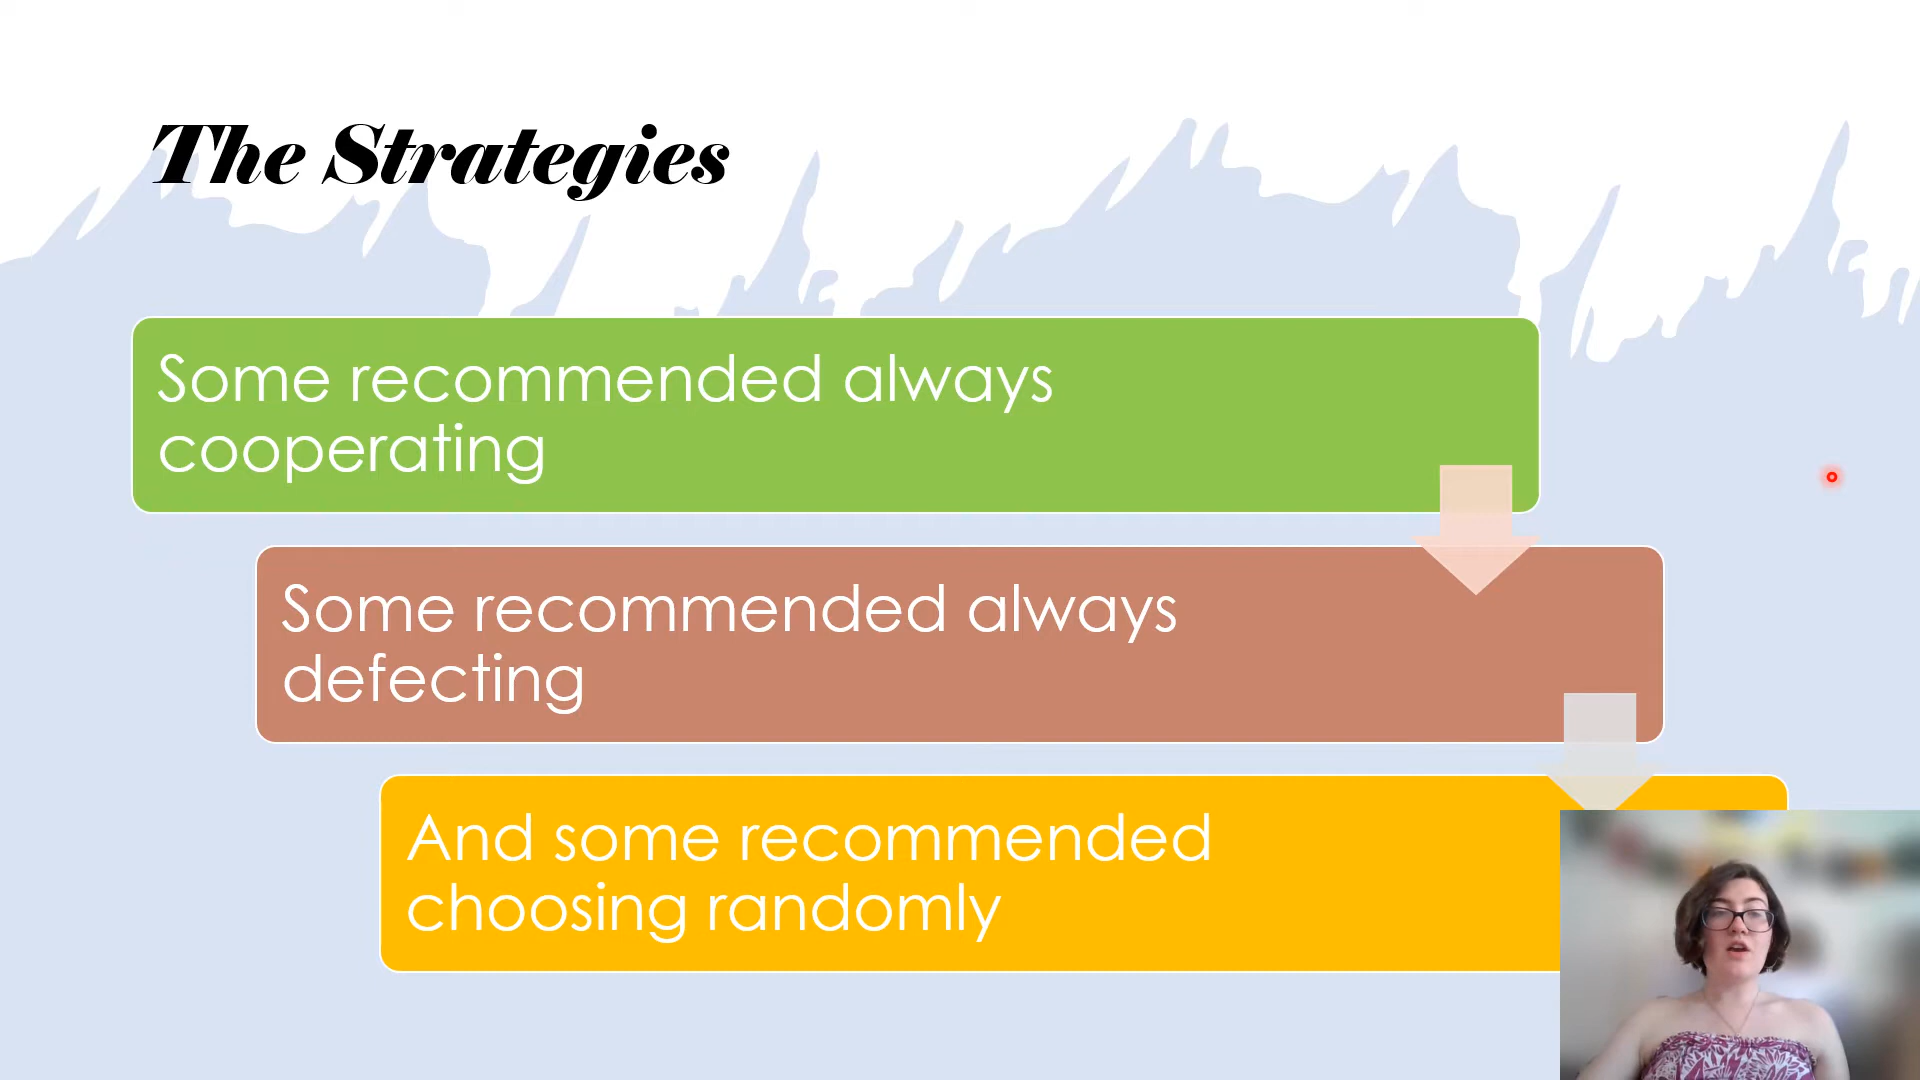 The Strategies
Some recommended always
cooperating
Some recommended always
defecting
And some recommended
choosing randomly